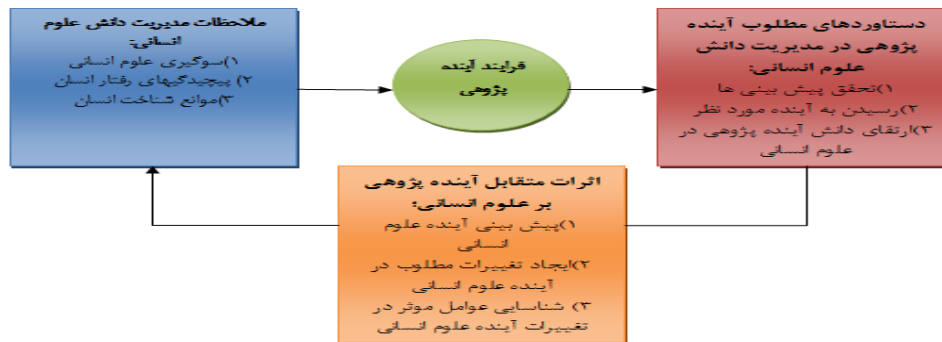 ملاحظات مدیریت دانش علوم
انسانی:
۱)سوگیری علوم انسانی
۲) پیچیدگیهای رفتار انسان
۳)موانع شناخت انسان
فرایند آینده
پژوهی
دستاوردهای مطلوب آینده
پژوهی در مدیریت دانش
علوم انسانی:
۱)تحقق پیش بینی ها
۲)رسیدن به آینده مورد نظر
۳)ارتقای دانش آینده پژوهی در
علوم انسانی
اثرات متقابل آینده پژوهی
بر علوم انسانی:
۱)پیش بینی آینده علوم
انسانی
۲)ایجاد تغییرات مطلوب در
آینده علوم انسانی
۳) شناسایی عوامل موثر در
تغییرات آینده علوم انسانی